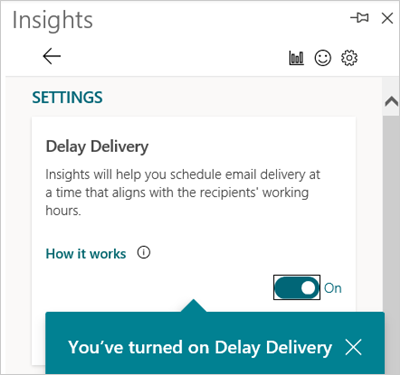 Insights
SETTINGS
Delay Delivery
Insights will help you schedule email delivery at
a time that aligns with the recipients' working
hours.
How it works
On
You've turned on Delay Delivery